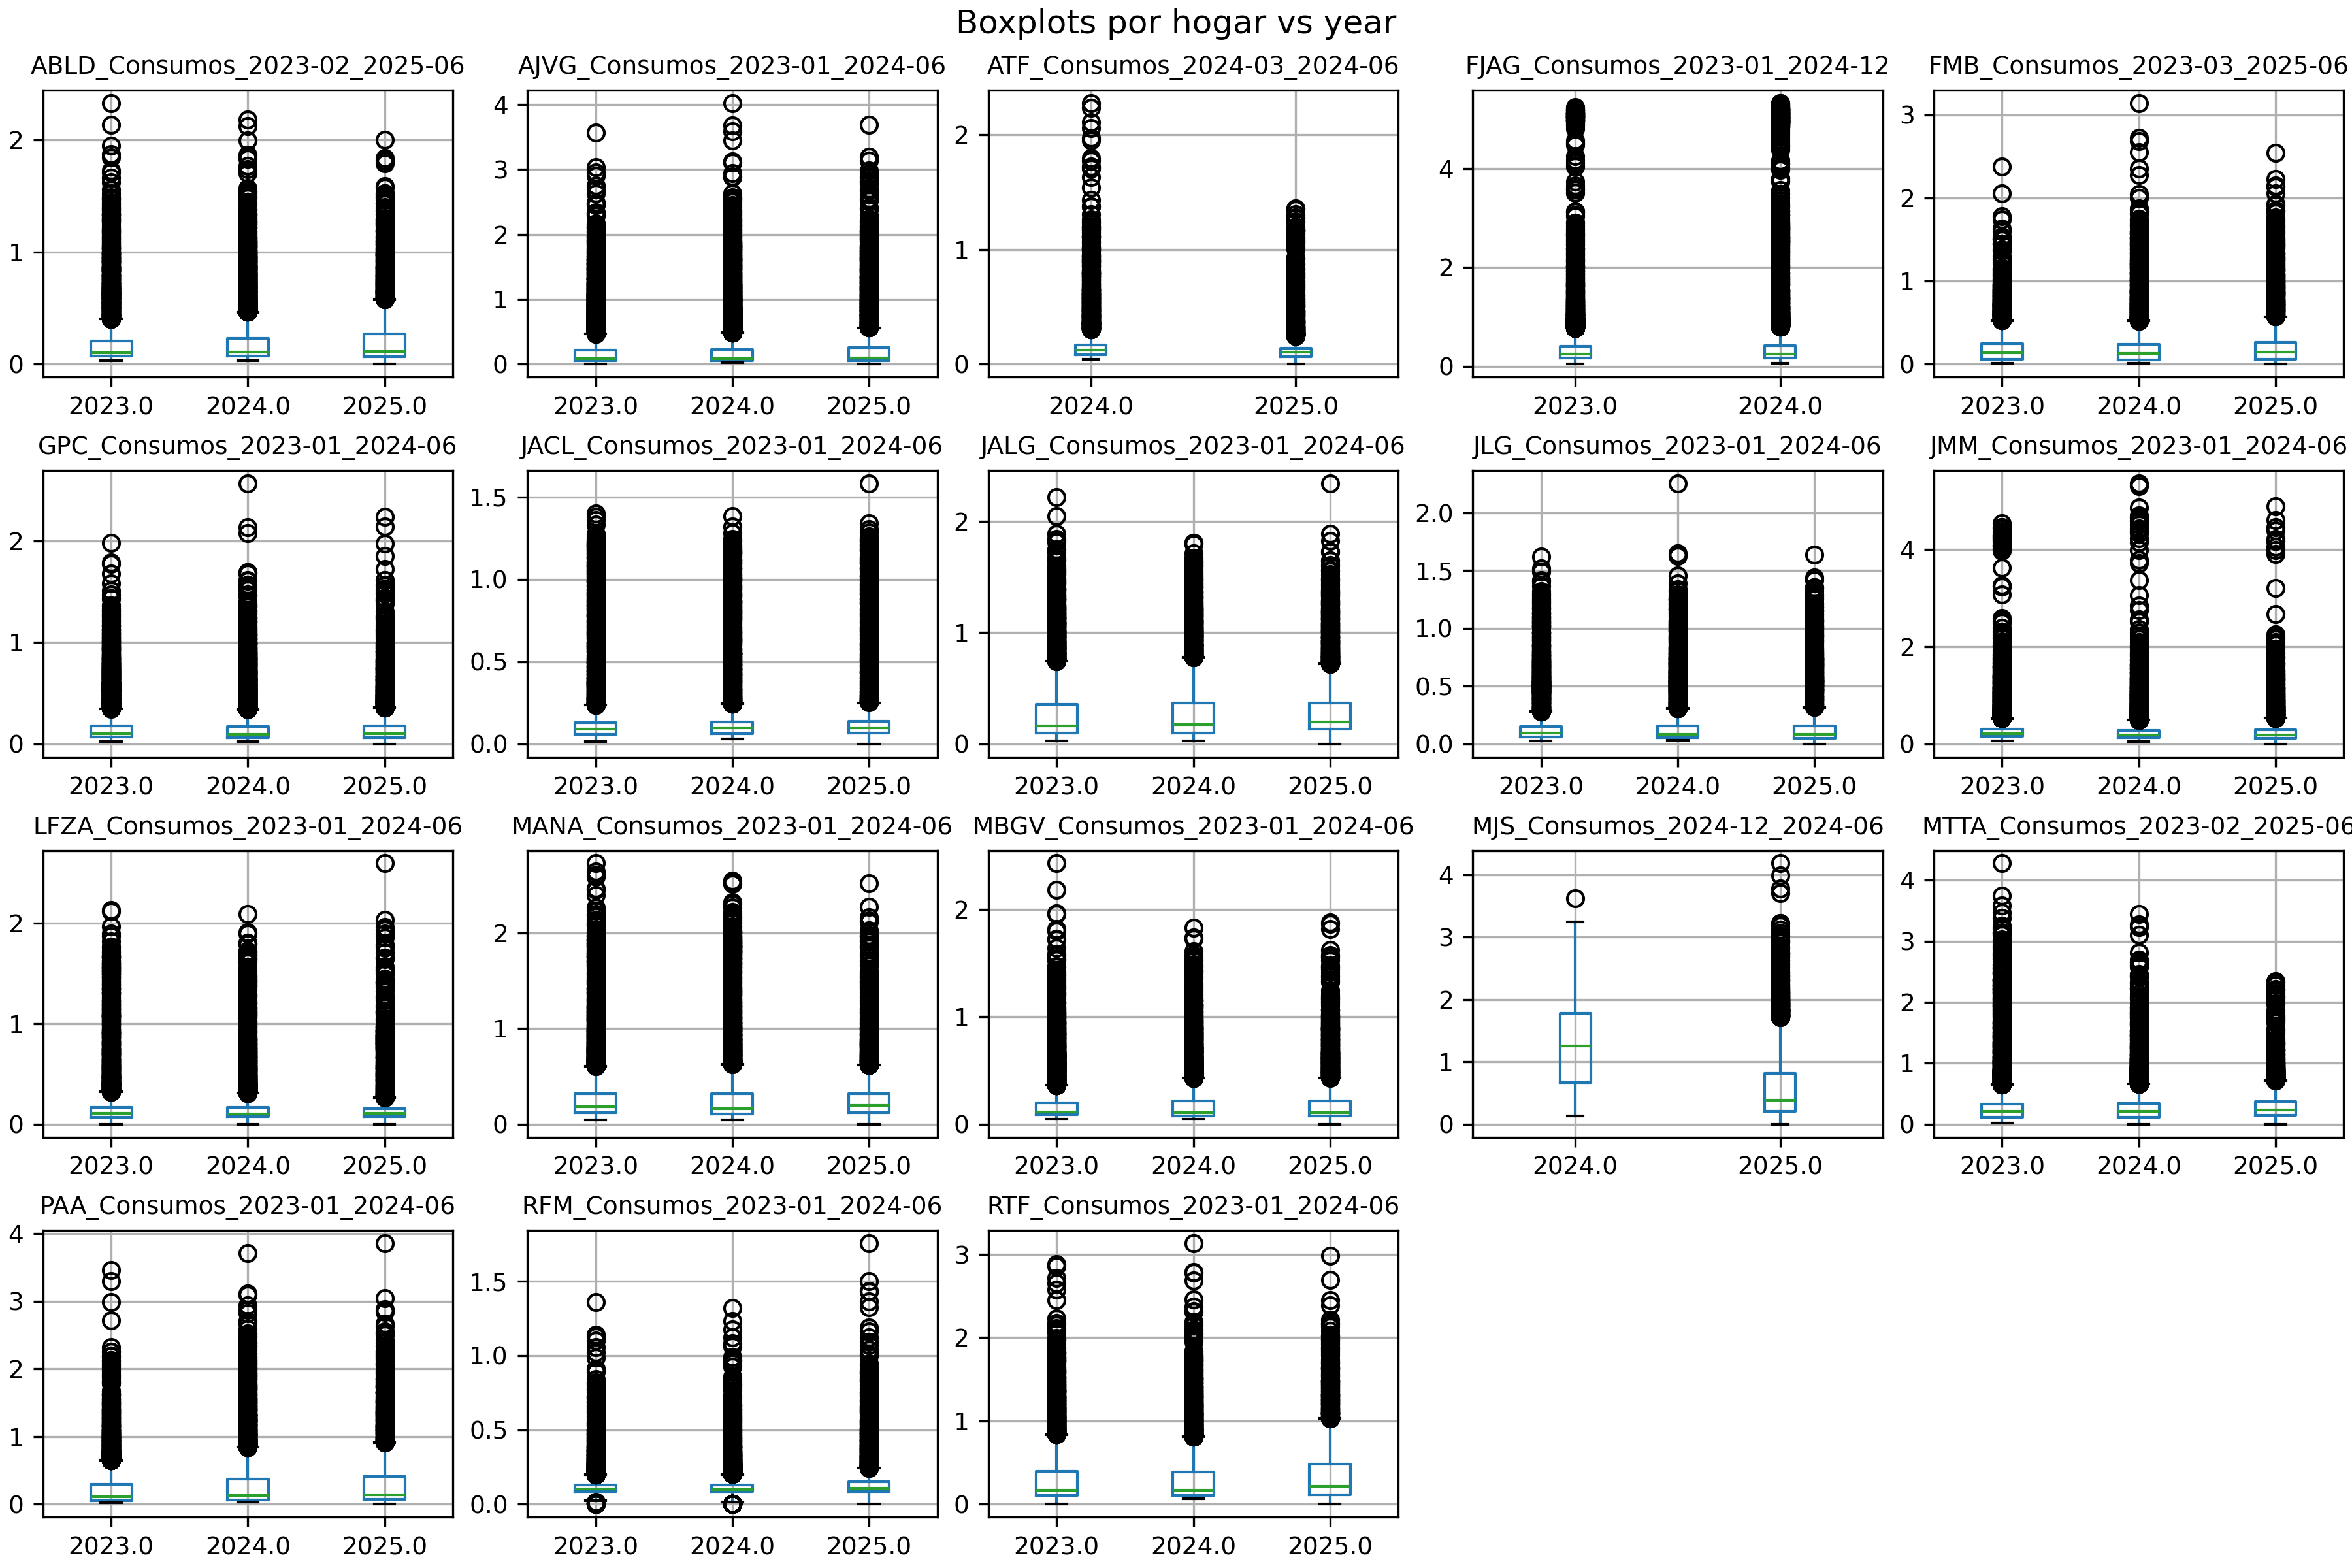 Boxplots por hogar vs year
ABLD_Consumos_2023-02_2025-06
2
1
0
2023.0 2024.0 2025.0
AJVG_Consumos_2023-01_2024-06
4
3
2
1
0
2023.0 2024.0 2025.0
ATF_Consumos_2024-03_2024-06
2
1
0
2024.0 2025.0
FJAG_Consumos_2023-01_2024-12
4
2
0
2023.0 2024.0
FMB_Consumos_2023-03_2025-06
3
2
1
0
2023.0 2024.0 2025.0
GPC_Consumos_2023-01_2024-06
2
1
0
2023.0 2024.0 2025.0
JACL_Consumos_2023-01_2024-06
1.5
1.0
0.5
0.0
2023.0 2024.0 2025.0
JALG_Consumos_2023-01_2024-06
2
1
0
2023.0 2024.0 2025.0
JLG_Consumos_2023-01_2024-06
2.0
1.5
1.0
0.5
0.0
2023.0 2024.0 2025.0
JMM_Consumos_2023-01_2024-06
4
2
0
2023.0 2024.0 2025.0
LFZA_Consumos_2023-01_2024-06
2
1
0
2023.0 2024.0 2025.0
MANA_Consumos_2023-01_2024-06
2
1
0
2023.0 2024.0 2025.0
MBGV_Consumos_2023-01_2024-06
2
1
0
2023.0 2024.0 2025.0
MJS_Consumos_2024-12_2024-06
4
3
2
1
0
2024.0 2025.0
MTTA_Consumos_2023-02_2025-06
4
3
2
1
0
2023.0 2024.0 2025.0
PAA_Consumos_2023-01_2024-06
4
3
2
1
0
2023.0 2024.0 2025.0
RFM_Consumos_2023-01_2024-06
1.5
1.0
0.5
0.0
2023.0 2024.0 2025.0
RTF_Consumos_2023-01_2024-06
3
2
1
0
2023.0 2024.0 2025.0